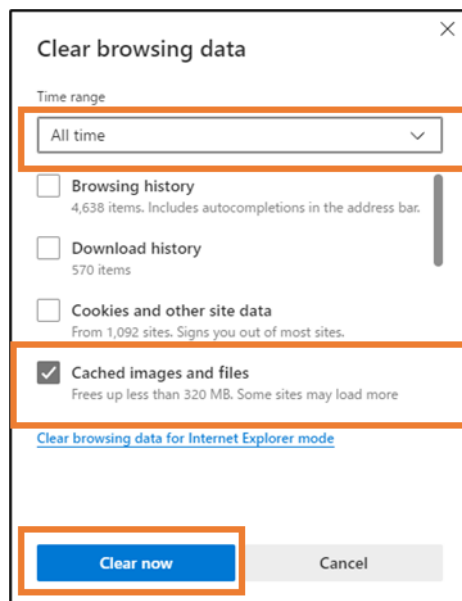 Clear browsing data
Time range
All time
Browsing history
4,638 items. Includes autocompletions in the address bar.
Download history
570 items
Cookies and other site data
From 1,092 sites. Signs you out of most sites.
Cached images and files
Frees up less than 320 MB. Some sites may load more
Clear browsing data for Internet Explorer mode
Clear now
Cancel